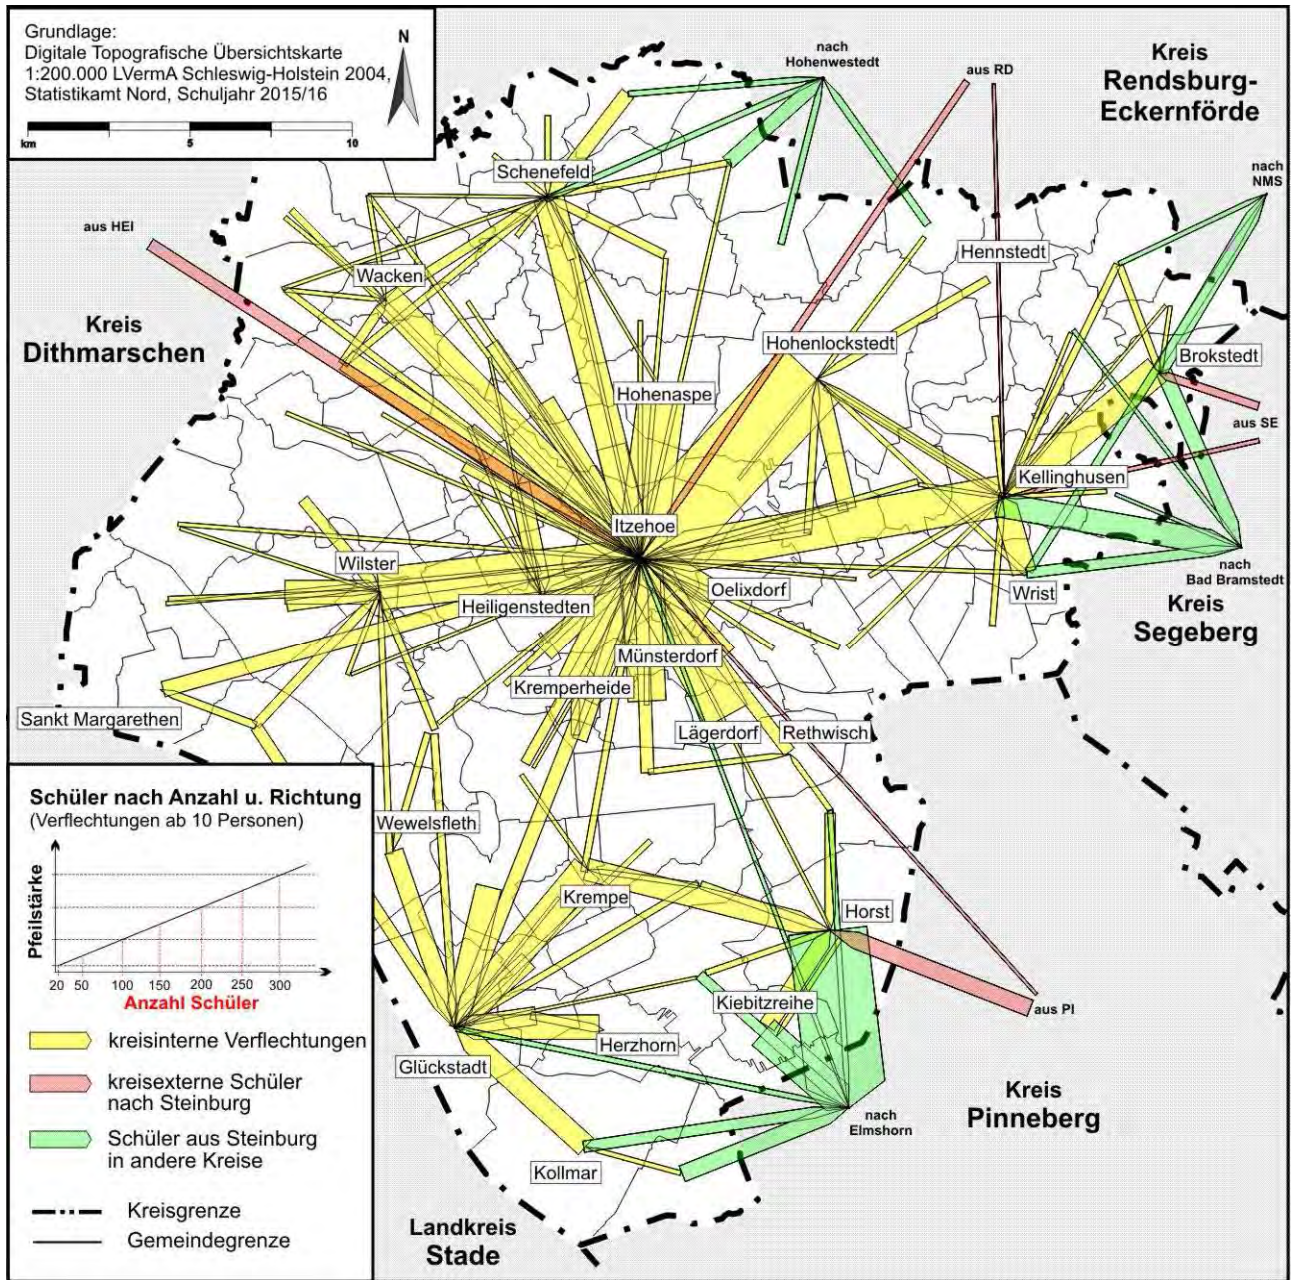 Grundlage:
Digitale Topografische Übersichtskarte
1:200.000 LVermA Schleswig-Holstein 2004,
Statistikamt Nord, Schuljahr 2015/16
N
km 5 10
nach
Hohenwestedt
aus RD
Kreis
Rendsburg-
Eckernförde
nach
NMS
Schenefeld
aus HEI
Wacken
Hennstedt
Kreis
Dithmarschen
Hohenlockstedt
Brokstedt
Hohenaspe
aus SE
Kellinghusen
Itzehoe
Wilster
nach
Bad Bramstedt
Oelixdorf
Wrist
Heiligenstedten
Kreis
Segeberg
Münsterdorf
Kremperheide
Sankt Margarethen
Lägerdorf
Rethwisch
Schüler nach Anzahl u. Richtung
(Verflechtungen ab 10 Personen)
Pfeilstärke
20 50 100 150 200 250 300
Anzahl Schüler
kreisinterne Verflechtungen
kreisexterne Schüler
nach Steinburg
Schüler aus Steinburg
in andere Kreise
Kreisgrenze
Gemeindegrenze
Wewelsfleth
Krempe
Horst
Kiebitzreihe
aus PI
Herzhorn
Glückstadt
nach
Elmshorn
Kreis
Pinneberg
Kollmar
Landkreis
Stade